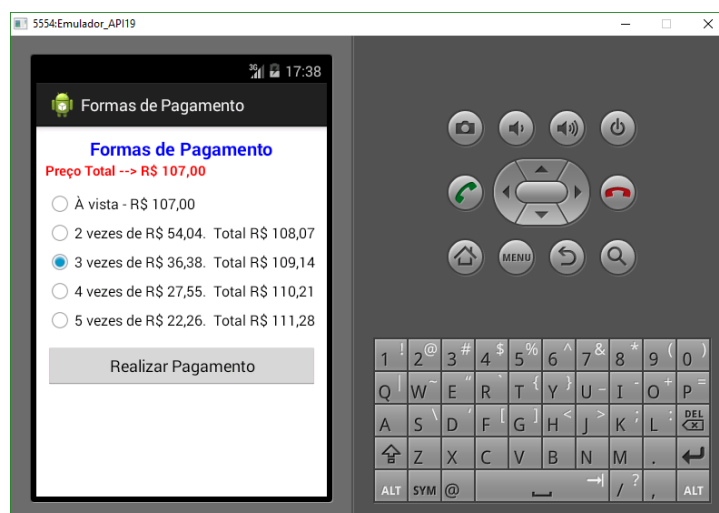 5554:Emulador_API19
3G 17:38
Formas de Pagamento
Formas de Pagamento
Preço Total --> R$ 107,00
À vista - R$ 107,00
2 vezes de R$ 54,04. Total R$ 108,07
3 vezes de R$ 36,38. Total R$ 109,14
4 vezes de R$ 27,55. Total R$ 110,21
5 vezes de R$ 22,26. Total R$ 111,28
Realizar Pagamento
MENU
1 ! 2 @ 3 # 4 $ 5 % 6 ^ 7 & 8 * 9 ( 0 )
Q | W ~ E " R ` T { Y } U - I - O + P =
A S \ D ´ F [ G ] H < J > K ; L : DEL
Z X C V B N M .
ALT SYM @ / ? , ALT